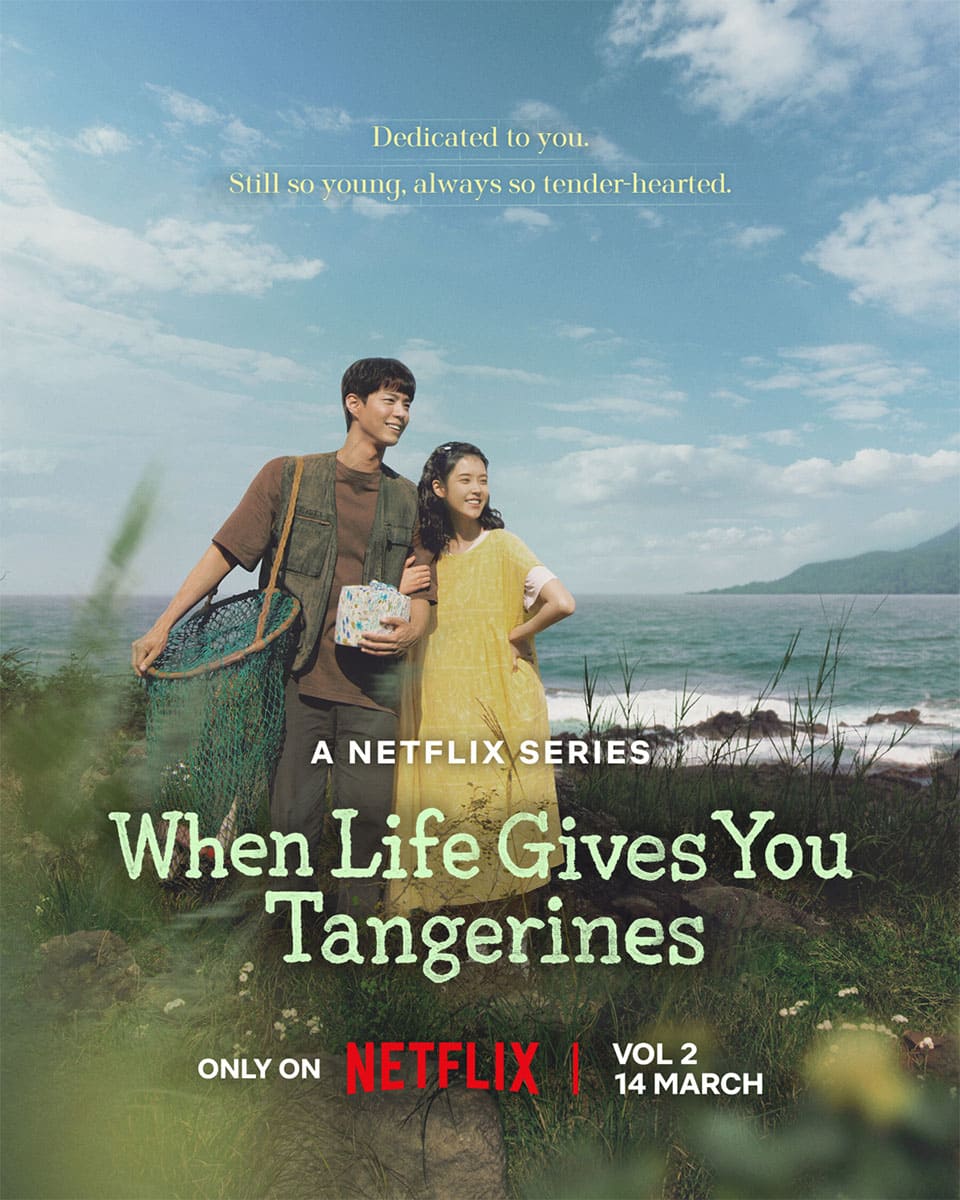 Dedicated to you.
Still so young, always so tender-hearted.
A NETFLIX SERIES
When Life Gives You
Tangerines
ONLY ON NETFLIX
VOL 2
14 MARCH